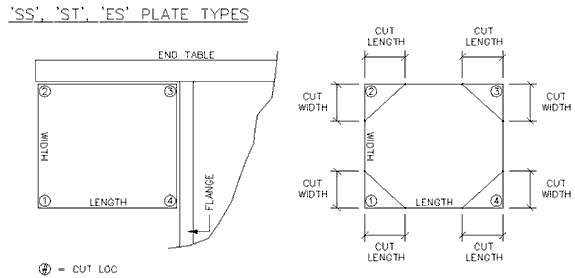 'SS', 'ST', 'ES' PLATE TYPES
END TABLE
2
3
WIDTH
1
LENGTH
4
FLANGE
# = CUT LOC
CUT
LENGTH
CUT
LENGTH
CUT
WIDTH
2
3
CUT
WIDTH
WIDTH
CUT
WIDTH
1
LENGTH
4
CUT
WIDTH
CUT
LENGTH
CUT
LENGTH